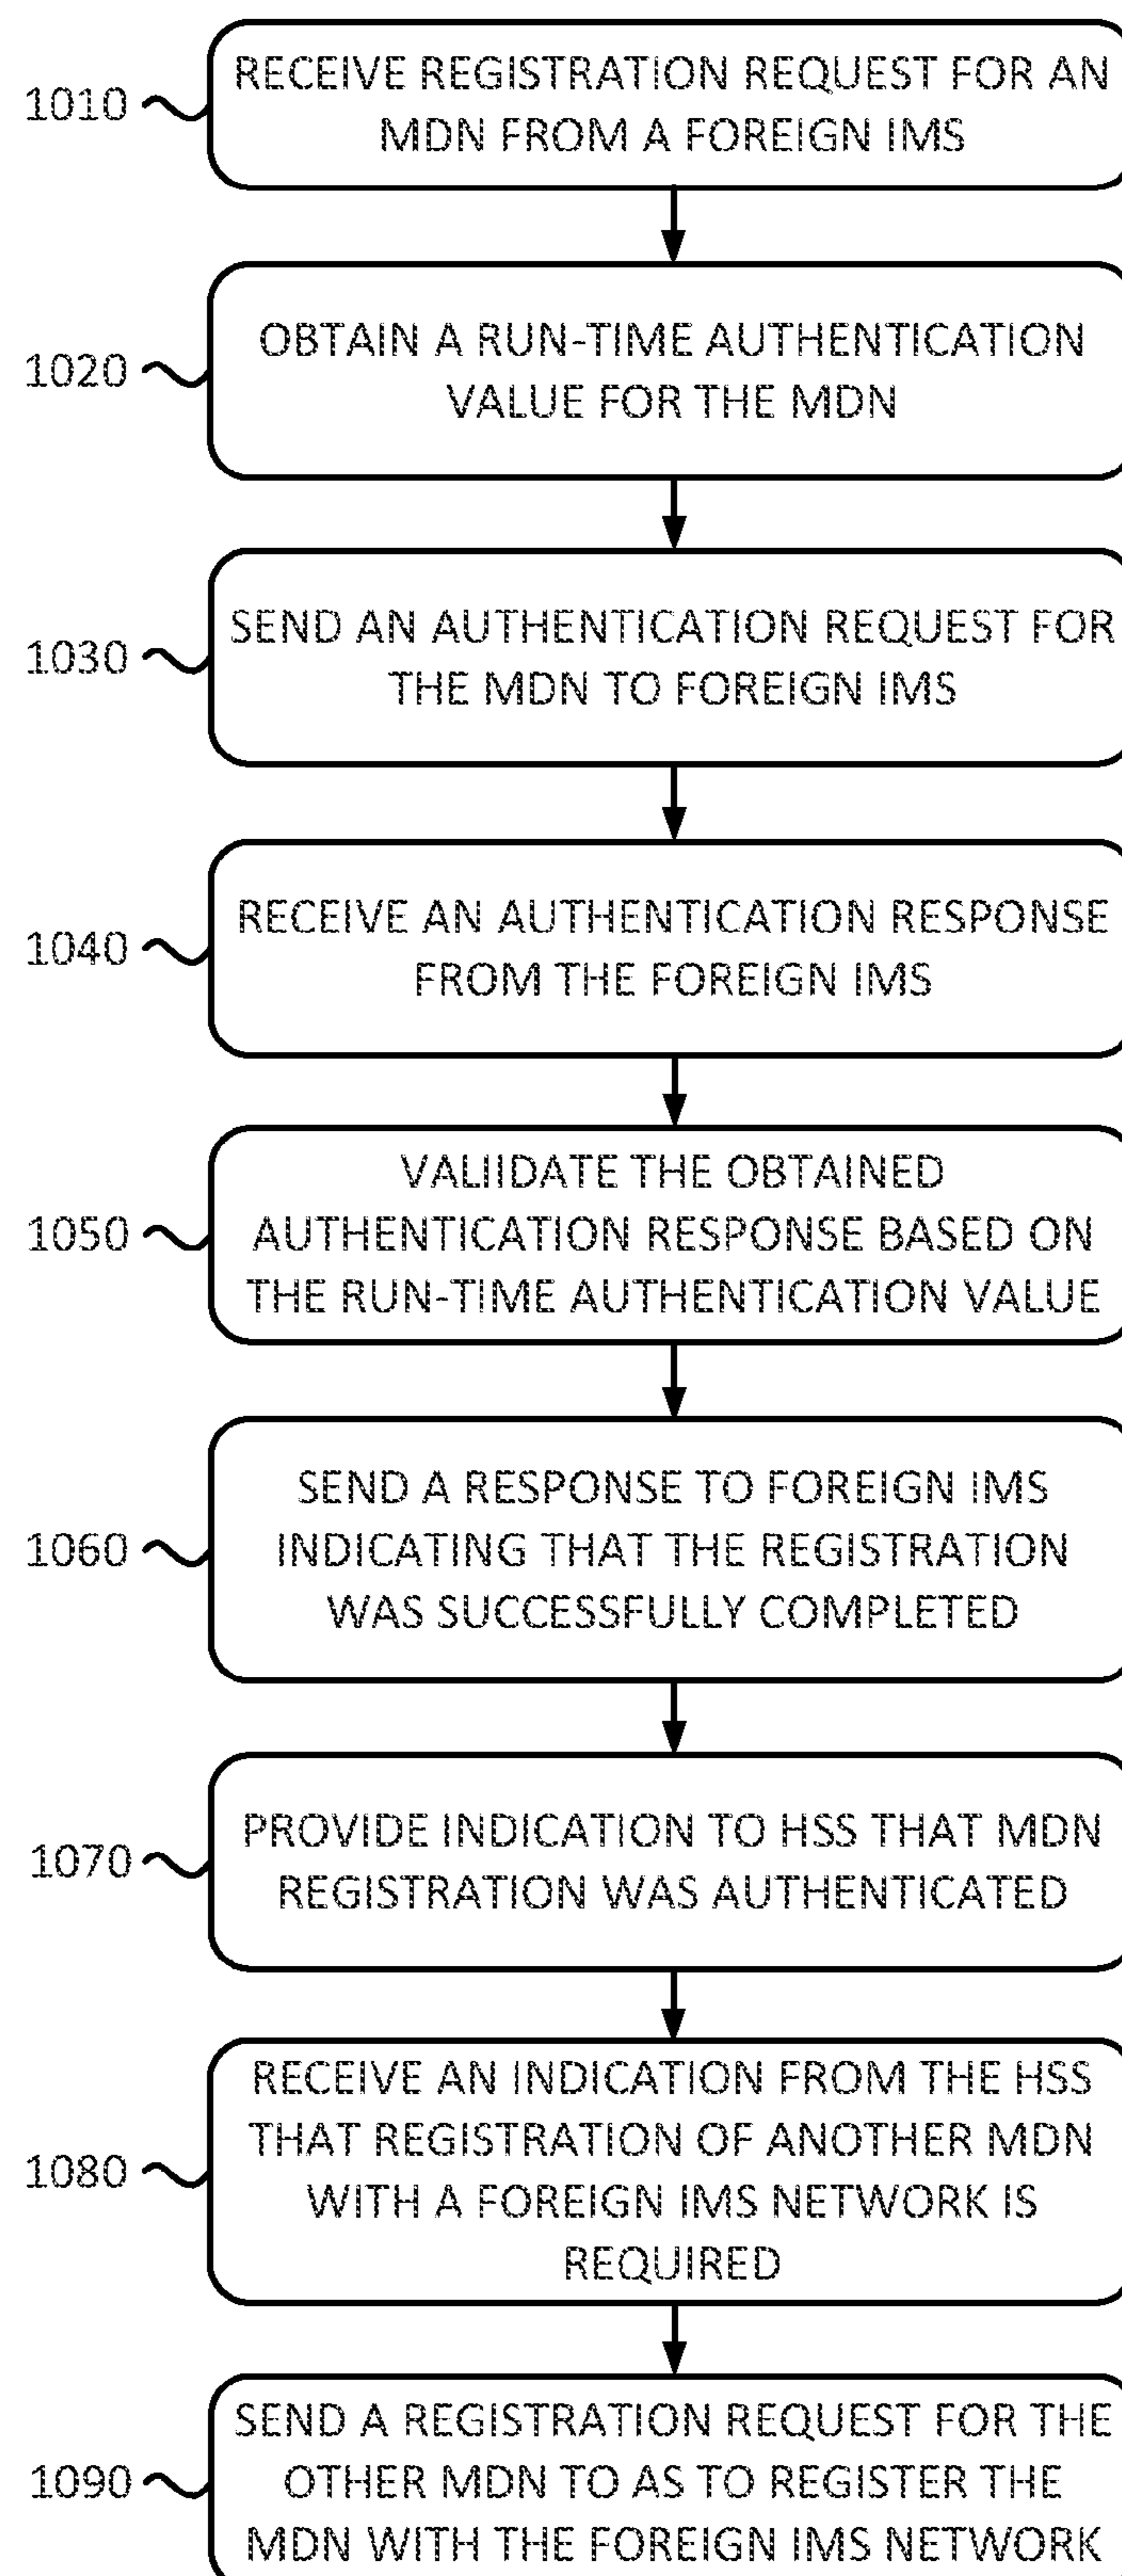 1010 RECEIVE REGISTRATION REQUEST FOR AN
MDN FROM A FOREIGN IMS
1020 OBTAIN A RUN-TIME AUTHENTICATION
VALUE FOR THE MDN
1030 SEND AN AUTHENTICATION REQUEST FOR
THE MDN TO FOREIGN IMS
1040 RECEIVE AN AUTHENTICATION RESPONSE
FROM THE FOREIGN IMS
VALIIDATE THE OBTAINED
1050 AUTHENTICATION RESPONSE BASED ON
THE RUN-TIME AUTHENTICATION VALUE
SEND A RESPONSE TO FOREIGN IMS
1060 INDICATING THAT THE REGISTRATION
WAS SUCCESSFULLY COMPLETED
1070 PROVIDE INDICATION TO HSS THAT MDN
REGISTRATION WAS AUTHENTICATED
RECEIVE AN INDICATION FROM THE HSS
THAT REGISTRATION OF ANOTHER MDN
1080 WITH A FOREIGN IMS NETWORK IS
REQUIRED
SEND A REGISTRATION REQUEST FOR THE
1090 OTHER MDN TO AS TO REGISTER THE
MDN WITH THE FOREIGN IMS NETWORK